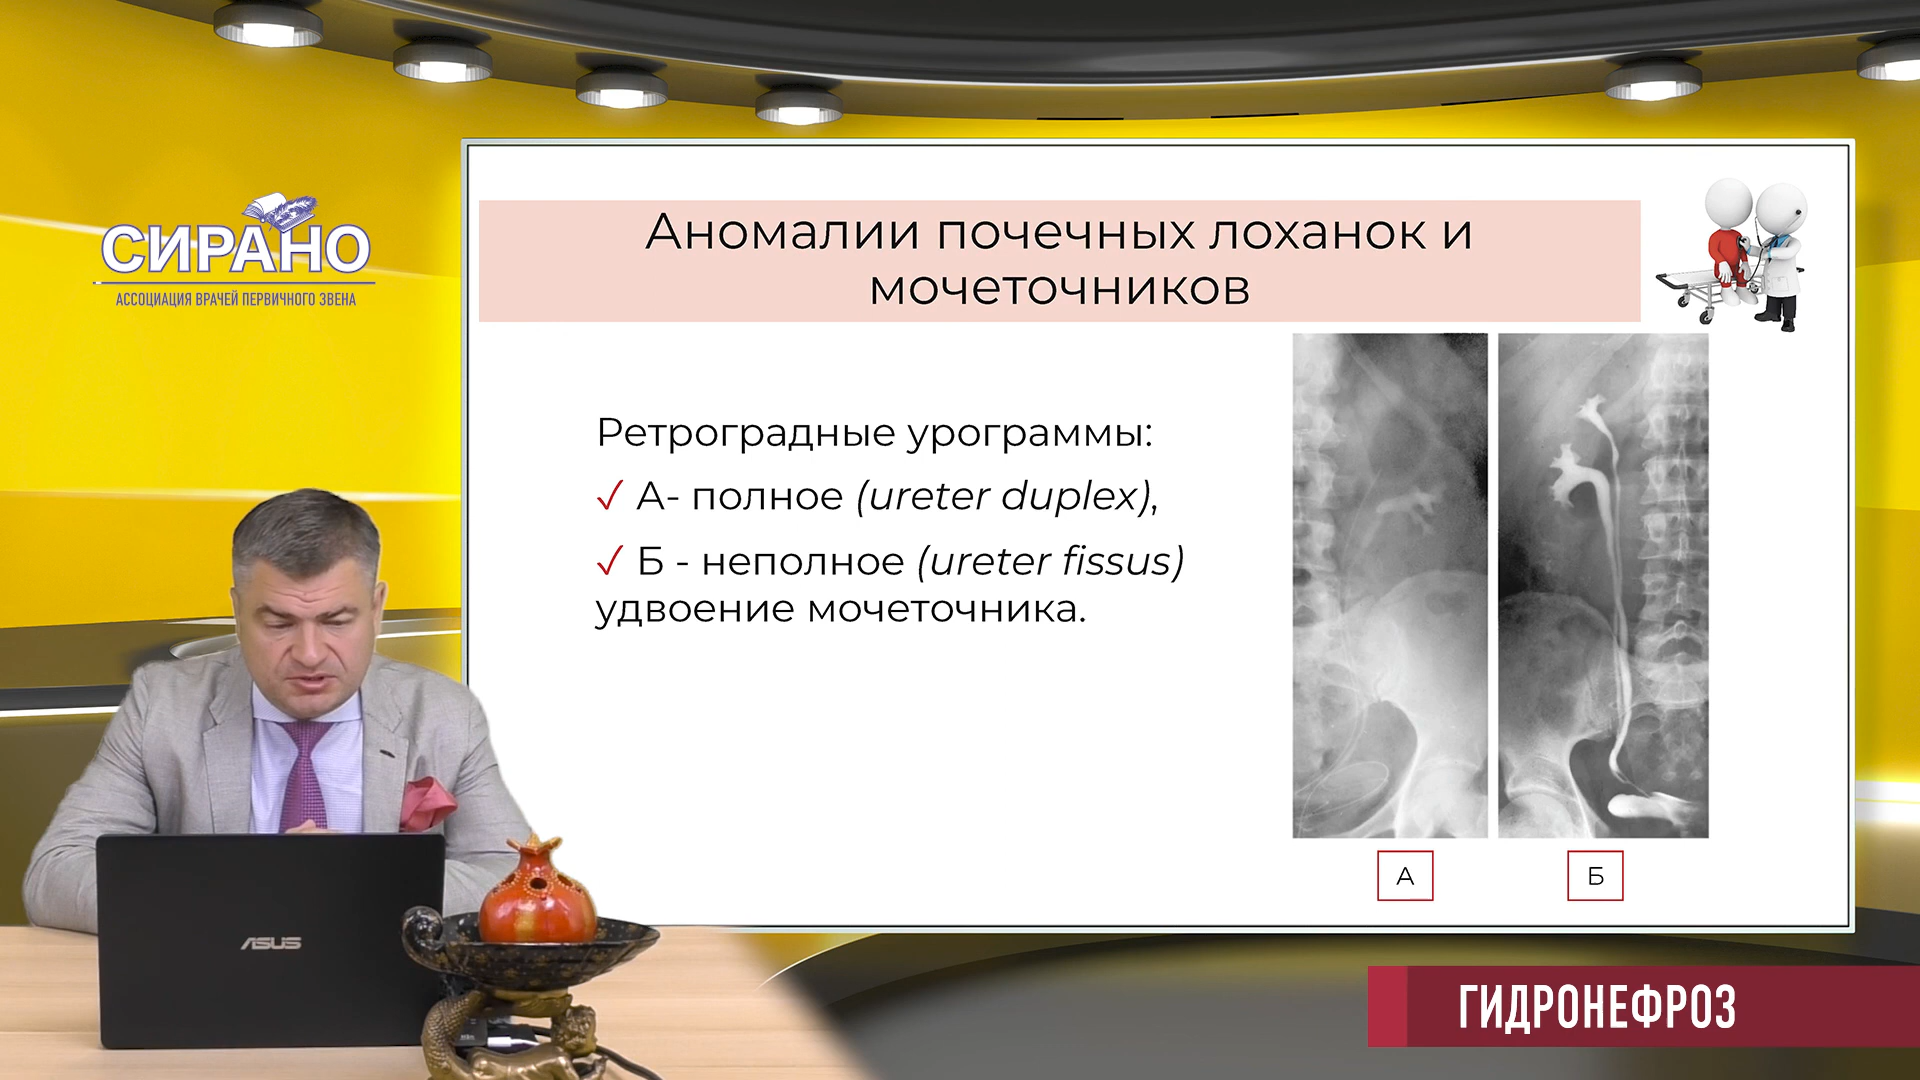 СИРАНО
АССОЦИАЦИЯ ВРАЧЕЙ ПЕРВИЧНОГО ЗВЕНА
Аномалии почечных лоханок и
мочеточников
Ретроградные урограммы:
✓ А- полное (ureter duplex),
✓ Б - неполное (ureter fissus)
удвоение мочеточника.
А
Б
ASUS
ГИДРОНЕФРОЗ